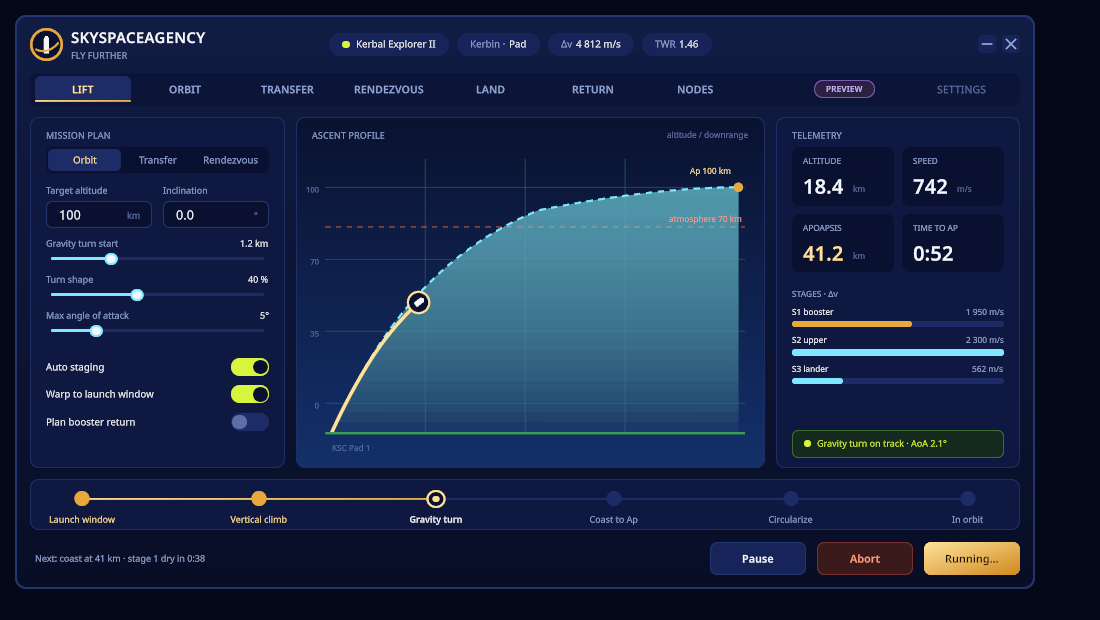 SKYSPACEAGENCY
FLY FURTHER
Kerbal Explorer II
Kerbin · Pad
Δv 4 812 m/s
TWR 1.46
LIFT
ORBIT
TRANSFER
RENDEZVOUS
LAND
RETURN
NODES
PREVIEW
SETTINGS
MISSION PLAN
Orbit
Transfer
Rendezvous
Target altitude
Inclination
100 km
0.0 °
Gravity turn start 1.2 km
Turn shape 40 %
Max angle of attack 5°
Auto staging
Warp to launch window
Plan booster return
ASCENT PROFILE
altitude / downrange
Ap 100 km
100
atmosphere 70 km
70
35
0
KSC Pad 1
TELEMETRY
ALTITUDE
18.4 km
SPEED
742 m/s
APOAPSIS
41.2 km
TIME TO AP
0:52
STAGES · Δv
S1 booster 1 950 m/s
S2 upper 2 300 m/s
S3 lander 562 m/s
Gravity turn on track · AoA 2.1°
Launch window
Vertical climb
Gravity turn
Coast to Ap
Circularize
In orbit
Next: coast at 41 km · stage 1 dry in 0:38
Pause
Abort
Running…